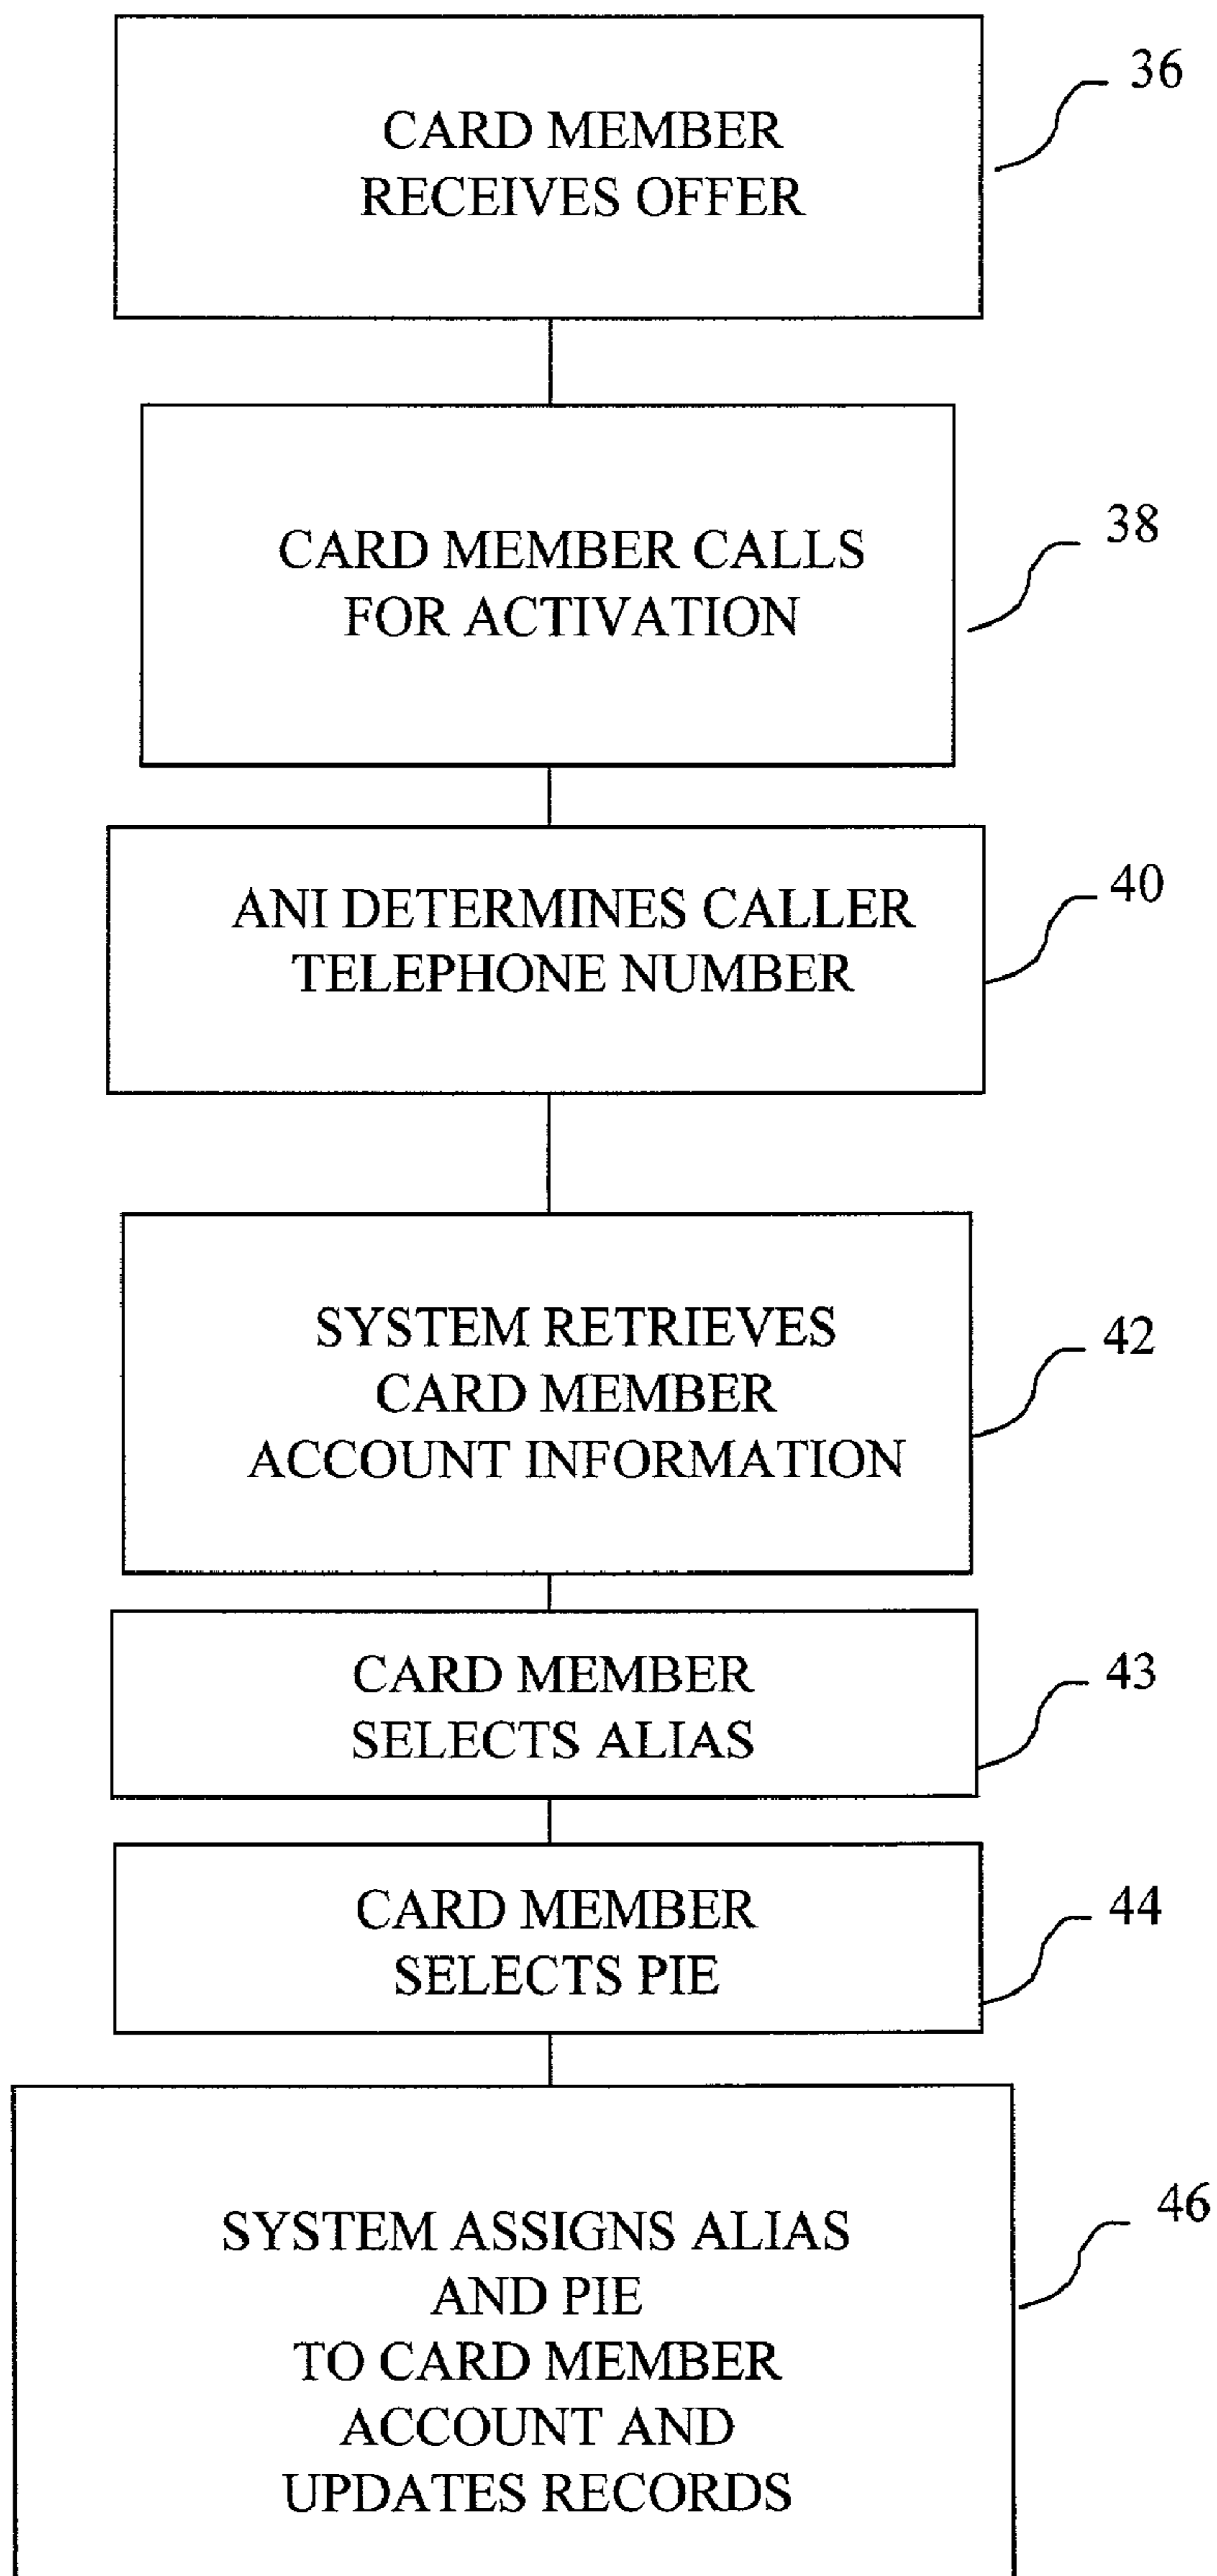 CARD MEMBER
RECEIVES OFFER
36
CARD MEMBER CALLS
FOR ACTIVATION
38
ANI DETERMINES CALLER
TELEPHONE NUMBER
40
SYSTEM RETRIEVES
CARD MEMBER
ACCOUNT INFORMATION
42
CARD MEMBER
SELECTS ALIAS
43
CARD MEMBER
SELECTS PIE
44
SYSTEM ASSIGNS ALIAS
AND PIE
TO CARD MEMBER
ACCOUNT AND
UPDATES RECORDS
46